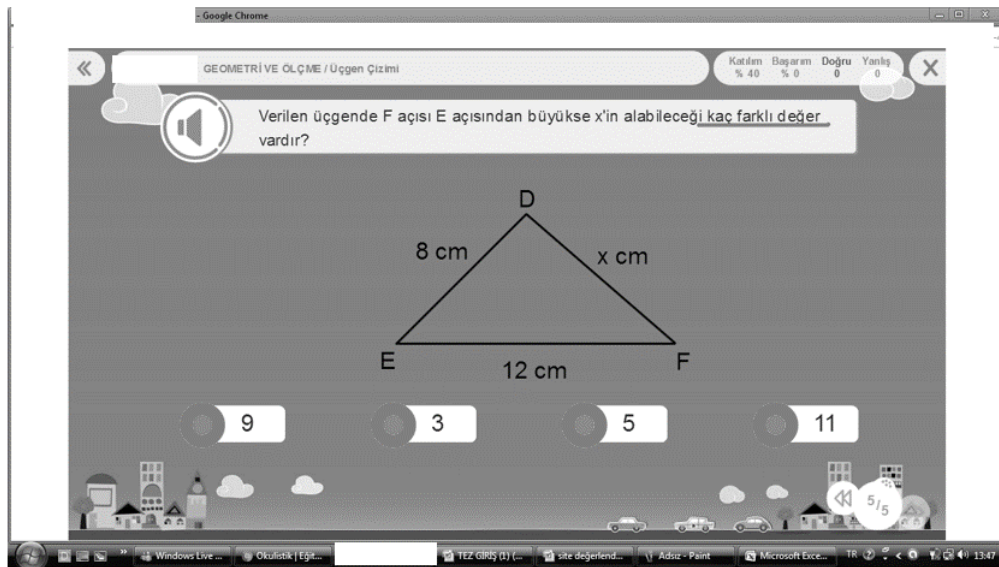 - Google Chrome
GEOMETRİ VE ÖLÇME / Üçgen Çizimi
Katılım Başarım Doğru Yanlış
% 40 % 0 0 0
Verilen üçgende F açısı E açısından büyükse x'in alabileceği kaç farklı değer
vardır?
D
8 cm
x cm
E
F
12 cm
9
3
5
11
5/5
Windows Live ...
Okulistik | Eğit...
TEZ GİRİŞ (1) (...
site değerlend...
Adsız - Paint
Microsoft Exce...
TR
13:47